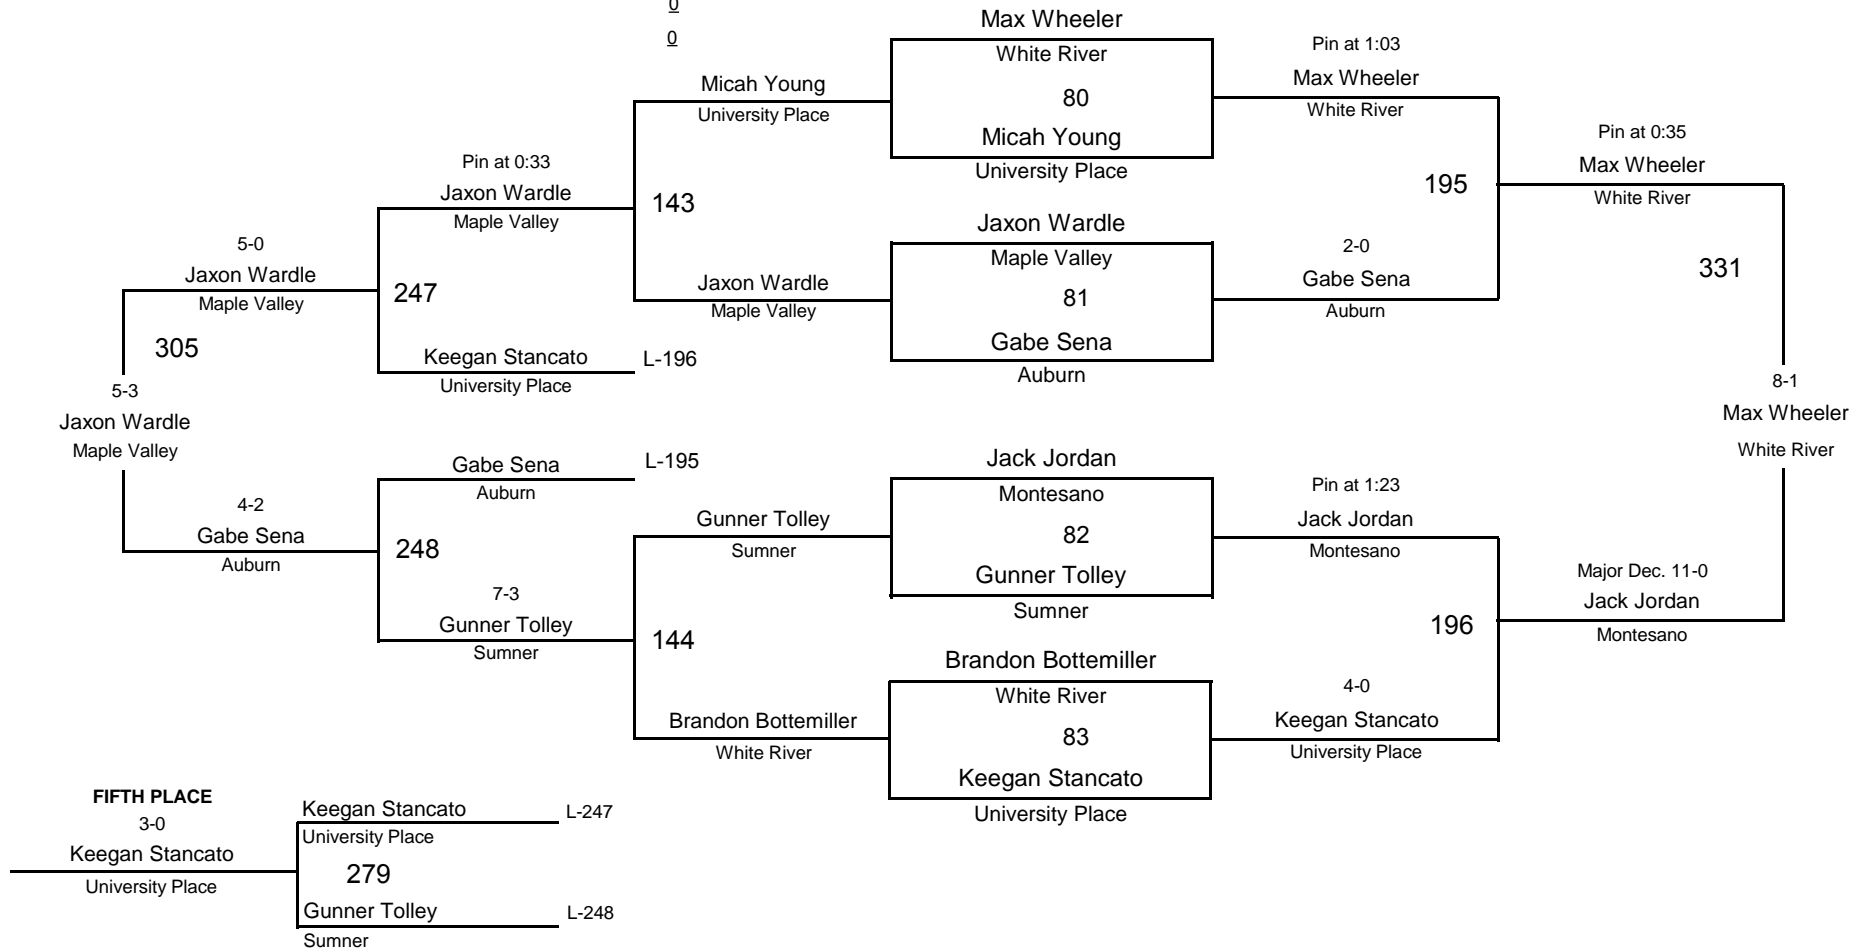 0
0
Max Wheeler
White River
80
Micah Young
University Place
Jaxon Wardle
Maple Valley
81
Gabe Sena
Auburn
Jack Jordan
Montesano
82
Gunner Tolley
Sumner
Brandon Bottemiller
White River
83
Keegan Stancato
University Place
Pin at 1:03
Max Wheeler
White River
195
2-0
Gabe Sena
Auburn
Pin at 1:23
Jack Jordan
Montesano
196
4-0
Keegan Stancato
University Place
Pin at 0:35
Max Wheeler
White River
331
Major Dec. 11-0
Jack Jordan
Montesano
8-1
Max Wheeler
White River
Micah Young
University Place
143
Jaxon Wardle
Maple Valley
Gunner Tolley
Sumner
144
Brandon Bottemiller
White River
Pin at 0:33
Jaxon Wardle
Maple Valley
247
Keegan Stancato
L-196
University Place
Gabe Sena
L-195
Auburn
248
7-3
Gunner Tolley
Sumner
5-0
Jaxon Wardle
Maple Valley
305
4-2
Gabe Sena
Auburn
5-3
Jaxon Wardle
Maple Valley
FIFTH PLACE
3-0
Keegan Stancato
University Place
Keegan Stancato
L-247
University Place
279
Gunner Tolley
L-248
Sumner